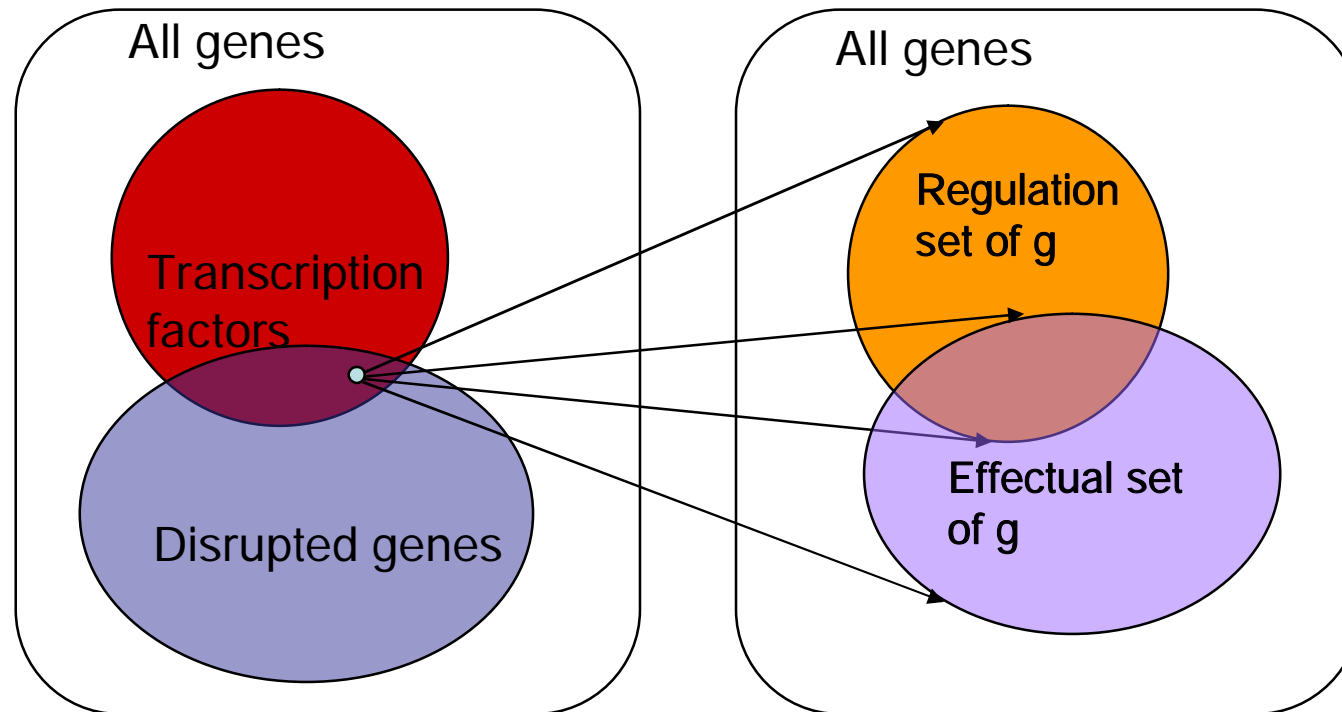 All genes
Transcription
factors
Disrupted genes
All genes
Regulation
set of g
Effectual set
of g